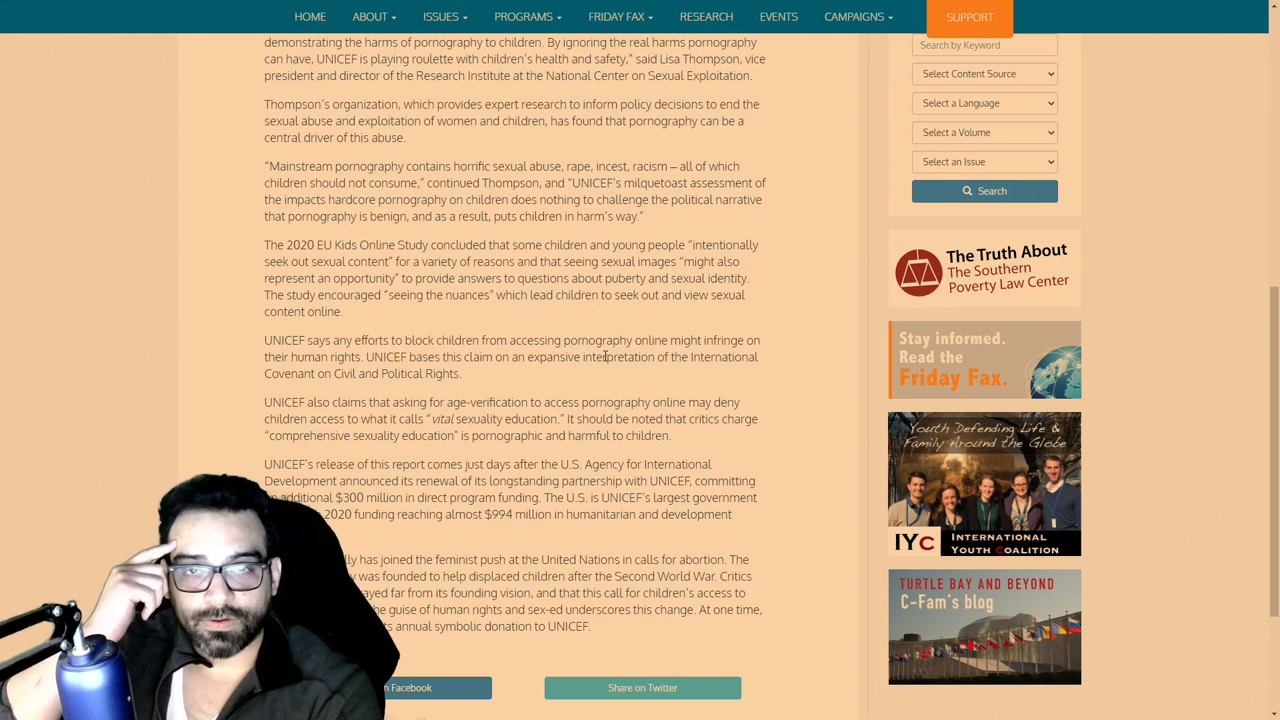 HOME ABOUT ISSUES PROGRAMS FRIDAY FAX RESEARCH EVENTS CAMPAIGNS SUPPORT
demonstrating the harms of pornography to children. By ignoring the real harms pornography
can have, UNICEF is playing roulette with children’s health and safety,” said Lisa Thompson, vice
president and director of the Research Institute at the National Center on Sexual Exploitation.
Thompson’s organization, which provides expert research to inform policy decisions to end the
sexual abuse and exploitation of women and children, has found that pornography can be a
central driver of this abuse.
“Mainstream pornography contains horrific sexual abuse, rape, incest, racism – all of which
children should not consume,” continued Thompson, and “UNICEF’s milquetoast assessment of
the impacts hardcore pornography on children does nothing to challenge the political narrative
that pornography is benign, and as a result, puts children in harm’s way.”
The 2020 EU Kids Online Study concluded that some children and young people “intentionally
seek out sexual content” for a variety of reasons and that seeing sexual images “might also
represent an opportunity” to provide answers to questions about puberty and sexual identity.
The study encouraged “seeing the nuances” which lead children to seek out and view sexual
content online.
UNICEF says any efforts to block children from accessing pornography online might infringe on
their human rights. UNICEF bases this claim on an expansive interpretation of the International
Covenant on Civil and Political Rights.
UNICEF also claims that asking for age-verification to access pornography online may deny
children access to what it calls “vital sexuality education.” It should be noted that critics charge
“comprehensive sexuality education” is pornographic and harmful to children.
UNICEF’s release of this report comes just days after the U.S. Agency for International
Development announced its renewal of its longstanding partnership with UNICEF, committing
additional $300 million in direct program funding. The U.S. is UNICEF’s largest government
2020 funding reaching almost $994 million in humanitarian and development
has joined the feminist push at the United Nations in calls for abortion. The
was founded to help displaced children after the Second World War. Critics
far from its founding vision, and that this call for children’s access to
guise of human rights and sex-ed underscores this change. At one time,
annual symbolic donation to UNICEF.
Facebook
Share on Twitter
Search by Keyword
Select Content Source
Select a Language
Select a Volume
Select an Issue
Search
The Truth About
The Southern
Poverty Law Center
Stay informed.
Read the
Friday Fax.
Youth Defending Life &
Family Around the Globe
IYC INTERNATIONAL
YOUTH COALITION
TURTLE BAY AND BEYOND
C-Fam’s blog